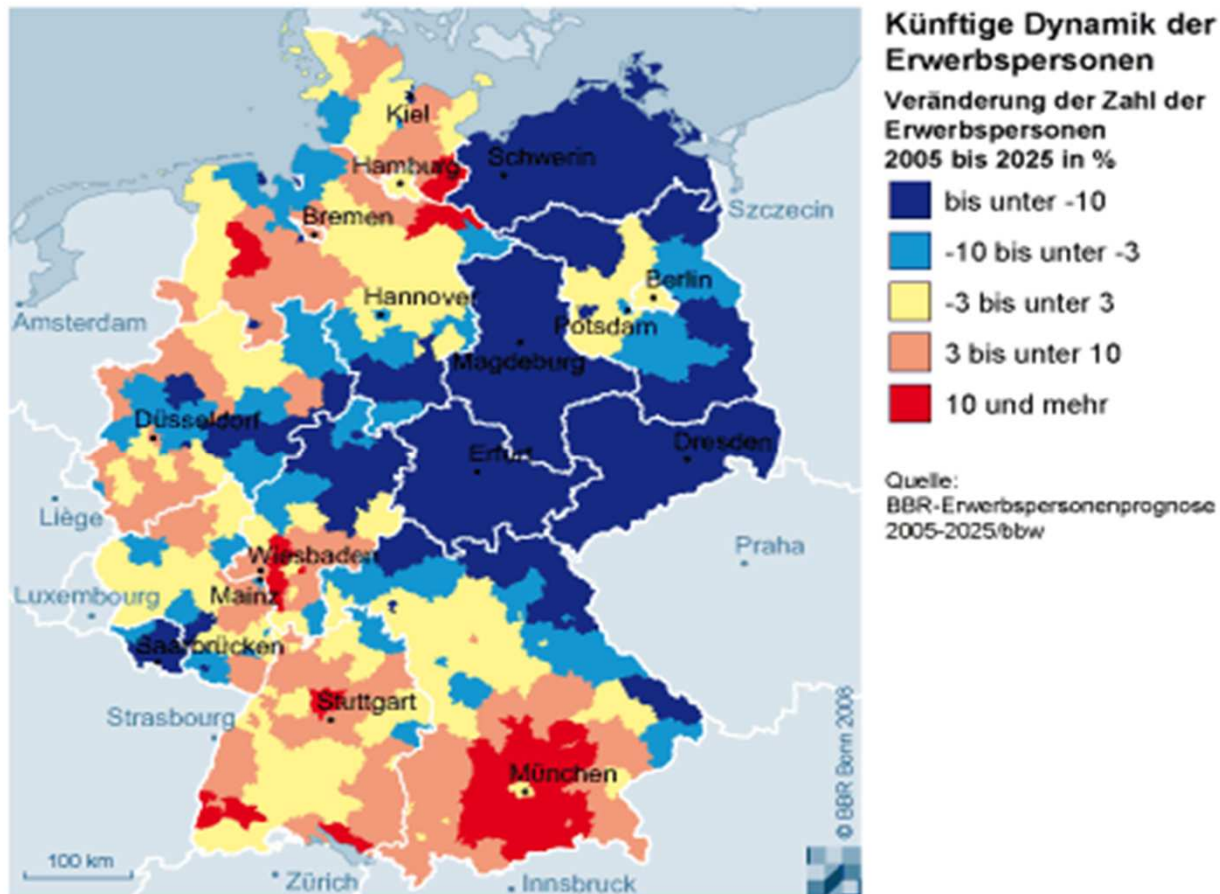 Künftige Dynamik der
Erwerbspersonen
Veränderung der Zahl der
Erwerbspersonen
2005 bis 2025 in %
bis unter -10
-10 bis unter -3
-3 bis unter 3
3 bis unter 10
10 und mehr
Quelle:
BBR-Erwerbspersonenprognose
2005-2025/bbw
Kiel
Hamburg
Schwerin
Bremen
Szczecin
Berlin
Hannover
Amsterdam
Potsdam
Magdeburg
Düsseldorf
Dresden
Erfurt
Liège
Praha
Wiesbaden
Luxembourg
Mainz
Saarbrücken
Stuttgart
Strasbourg
München
100 km
Zürich
Innsbruck
© BBR Bonn 2006